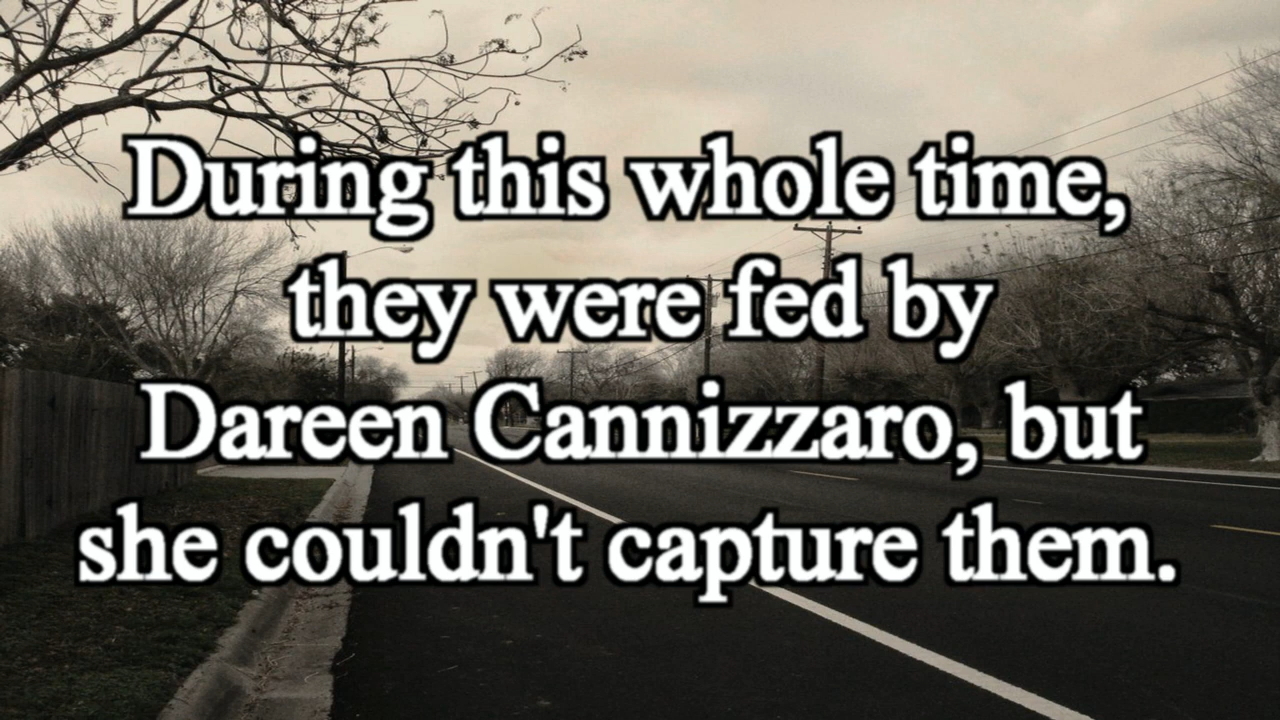 During this whole time,
they were fed by
Dareen Cannizzaro, but
she couldn't capture them.